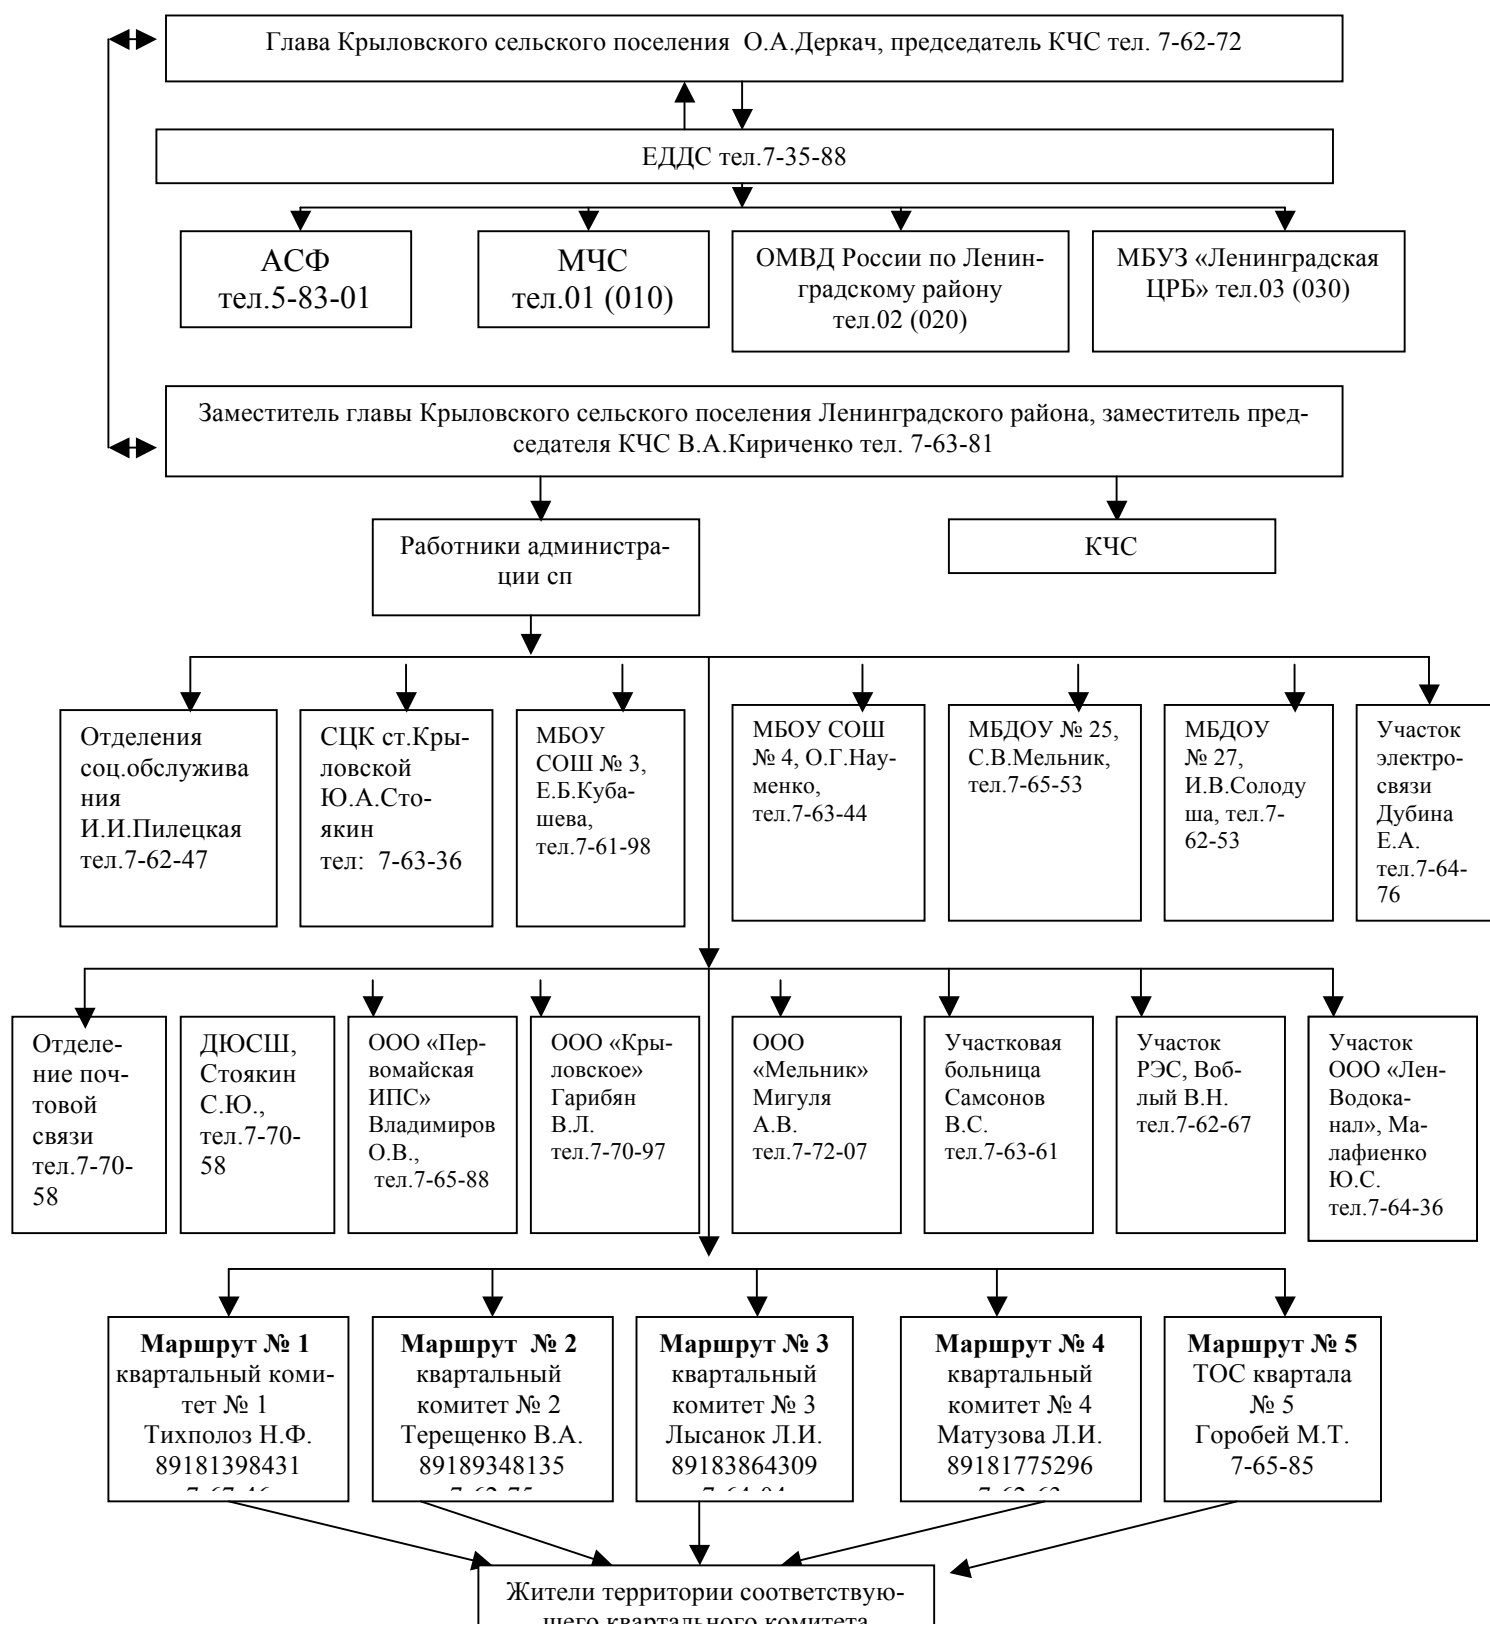 Глава Крыловского сельского поселения  О.А.Деркач, председатель КЧС тел. 7-62-72
ЕДДС тел.7-35-88
АСФ
тел.5-83-01
МЧС
тел.01 (010)
ОМВД России по Ленин-
градскому району
тел.02 (020)
МБУЗ «Ленинградская
ЦРБ» тел.03 (030)
Заместитель главы Крыловского сельского поселения Ленинградского района, заместитель пред-
седателя КЧС В.А.Кириченко тел. 7-63-81
Работники администра-
ции сп
КЧС
Отделения
соц.обслужива
ния
И.И.Пилецкая
тел.7-62-47
СЦК ст.Кры-
ловской
Ю.А.Сто-
якин
тел:  7-63-36
МБОУ
СОШ № 3,
Е.Б.Куба-
шева,
тел.7-61-98
МБОУ СОШ
№ 4, О.Г.Нау-
менко,
тел.7-63-44
МБДОУ № 25,
С.В.Мельник,
тел.7-65-53
МБДОУ
№ 27,
И.В.Солоду
ша, тел.7-
62-53
Участок
электро-
связи
Дубина
Е.А.
тел.7-64-
76
Отделе-
ние поч-
товой
связи
тел.7-70-
58
ДЮСШ,
Стоякин
С.Ю.,
тел.7-70-
58
ООО «Пер-
вомайская
ИПС»
Владимиров
О.В.,
тел.7-65-88
ООО «Кры-
ловское»
Гарибян
В.Л.
тел.7-70-97
ООО
«Мельник»
Мигуля
А.В.
тел.7-72-07
Участковая
больница
Самсонов
В.С.
тел.7-63-61
Участок
РЭС, Воб-
лый В.Н.
тел.7-62-67
Участок
ООО «Лен-
Водока-
нал», Ма-
лафиенко
Ю.С.
тел.7-64-36
Маршрут № 1
квартальный коми-
тет № 1
Тихполоз Н.Ф.
89181398431
Маршрут  № 2
квартальный
комитет № 2
Терещенко В.А.
89189348135
Маршрут № 3
квартальный
комитет № 3
Лысанок Л.И.
89183864309
Маршрут № 4
квартальный
комитет № 4
Матузова Л.И.
89181775296
Маршрут № 5
ТОС квартала
№ 5
Горобей М.Т.
7-65-85
Жители территории соответствую-
щего квартального комитета